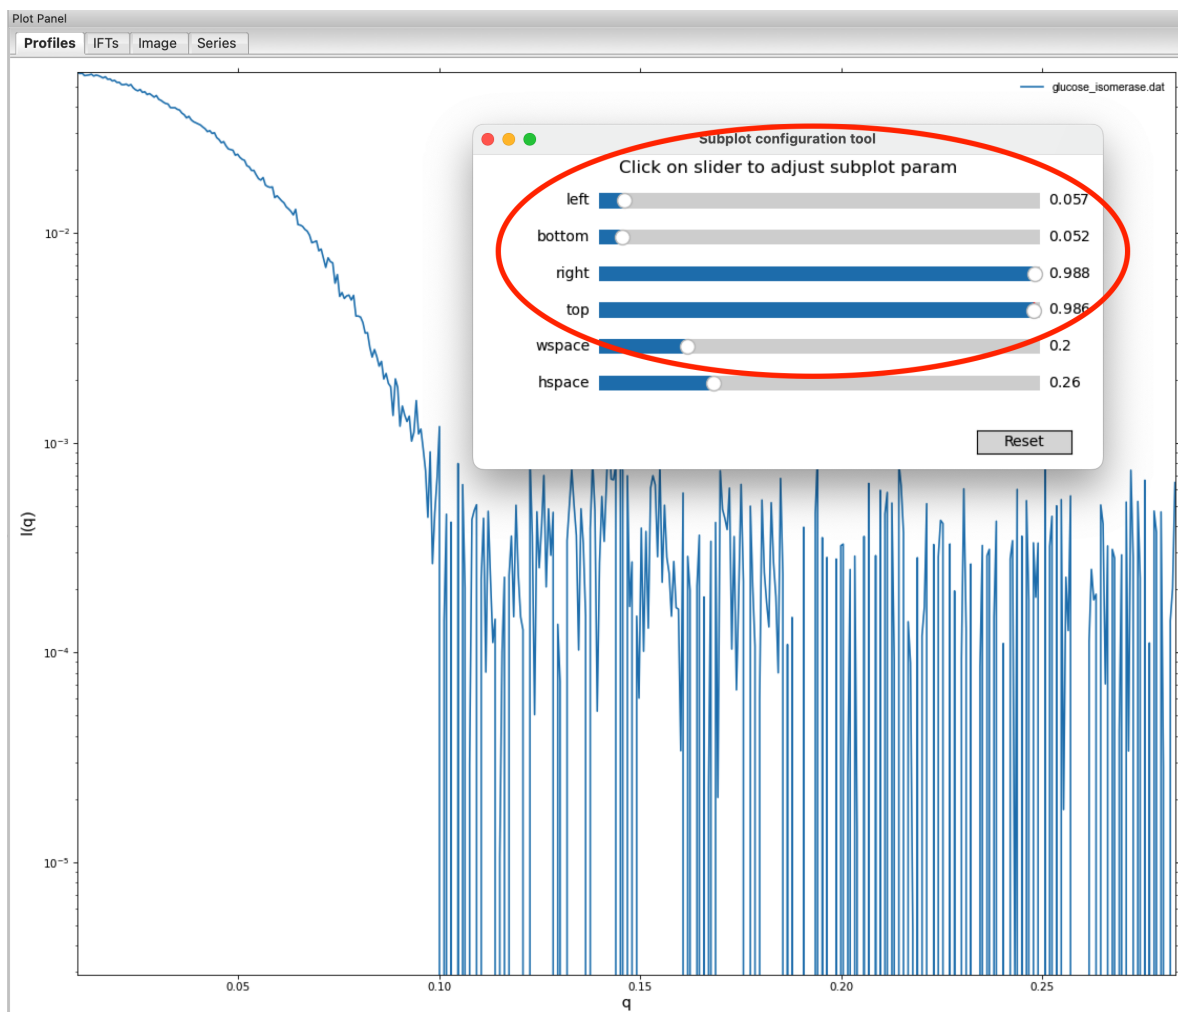 Plot Panel
Profiles IFTs Image Series
glucose_isomerase.dat
Subplot configuration tool
Click on slider to adjust subplot param
left 0.057
bottom 0.052
right 0.988
top 0.986
wspace 0.2
hspace 0.26
Reset
10⁻²
10⁻³
I(q)
10⁻⁴
10⁻⁵
0.05 0.10 0.15 0.20 0.25
q